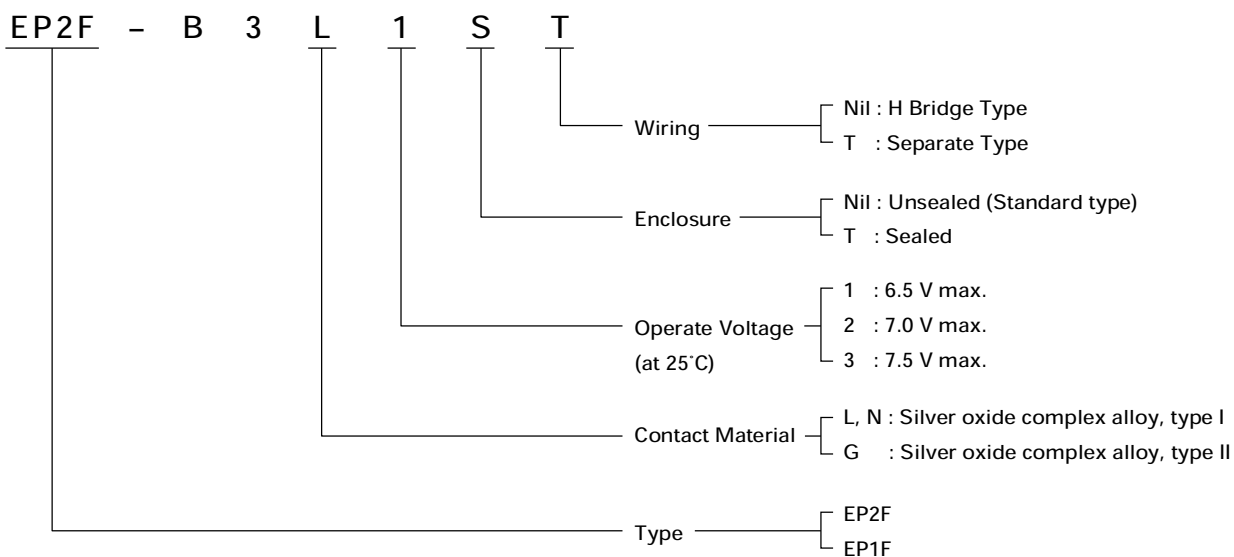 EP2F – B 3 L 1 S T
Wiring
Nil : H Bridge Type
T : Separate Type
Enclosure
Nil : Unsealed (Standard type)
T : Sealed
Operate Voltage
(at 25˚C)
1 : 6.5 V max.
2 : 7.0 V max.
3 : 7.5 V max.
Contact Material
L, N : Silver oxide complex alloy, type I
G : Silver oxide complex alloy, type II
Type
EP2F
EP1F